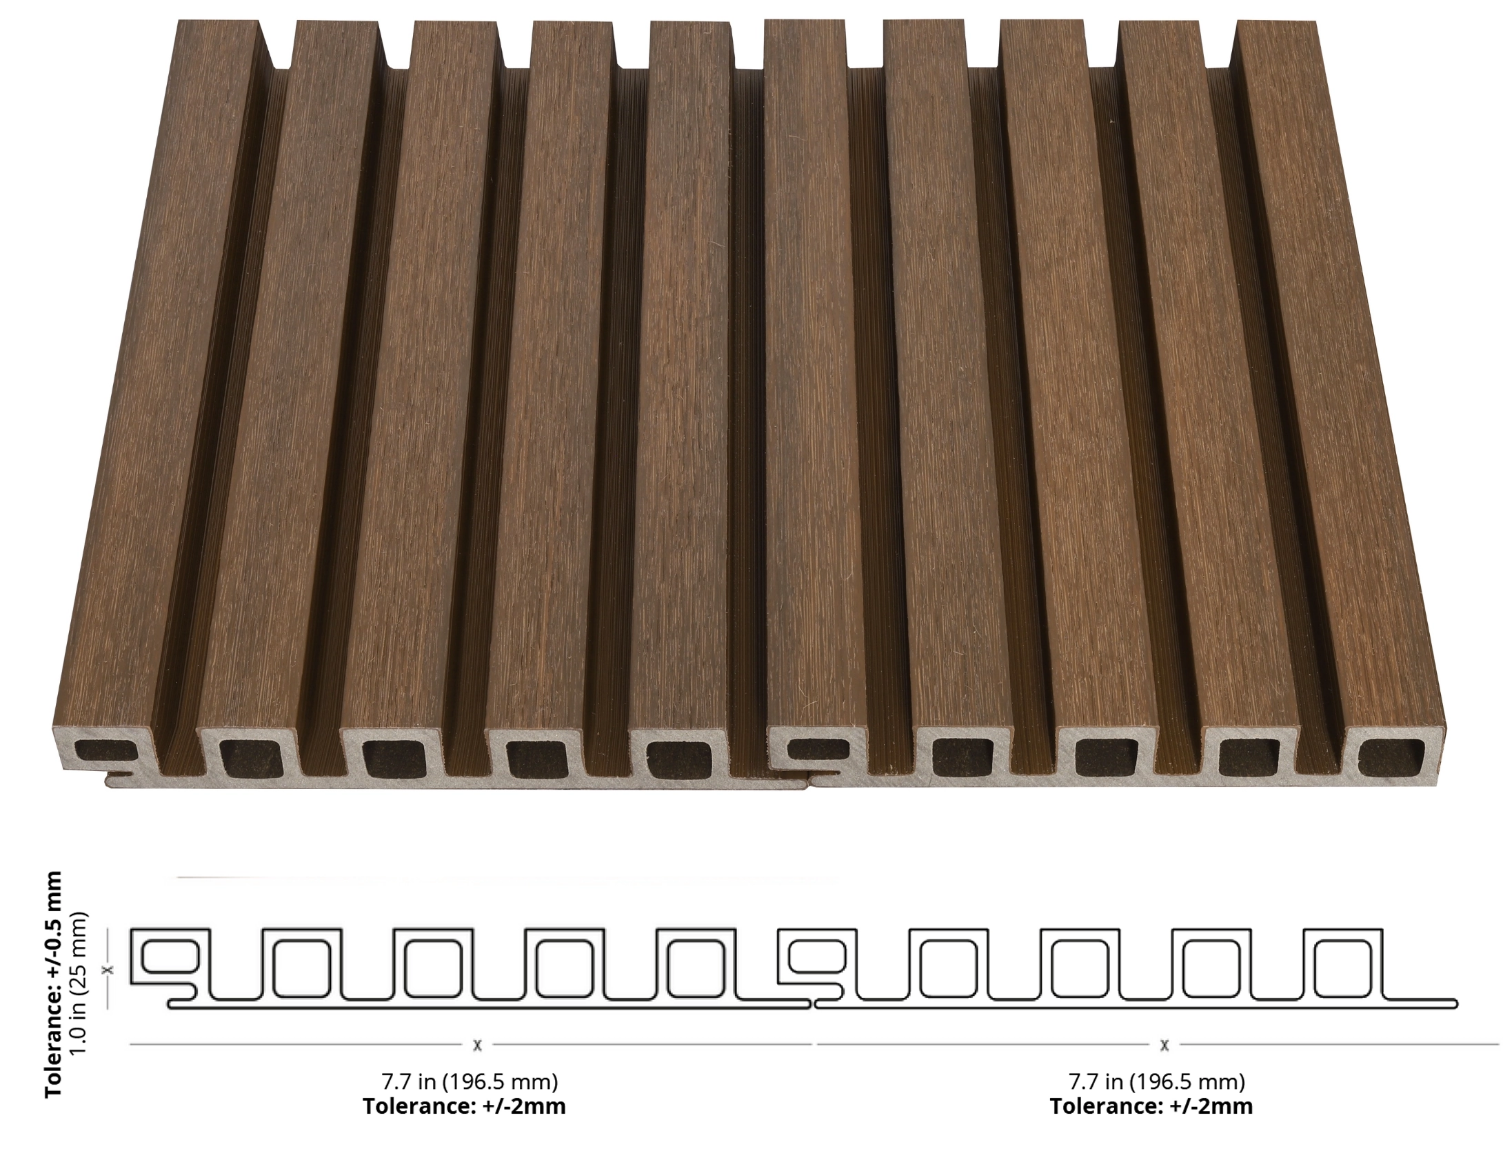 Tolerance: +/-0.5 mm
1.0 in (25 mm)
X
X
X
7.7 in (196.5 mm)
Tolerance: +/-2mm
7.7 in (196.5 mm)
Tolerance: +/-2mm